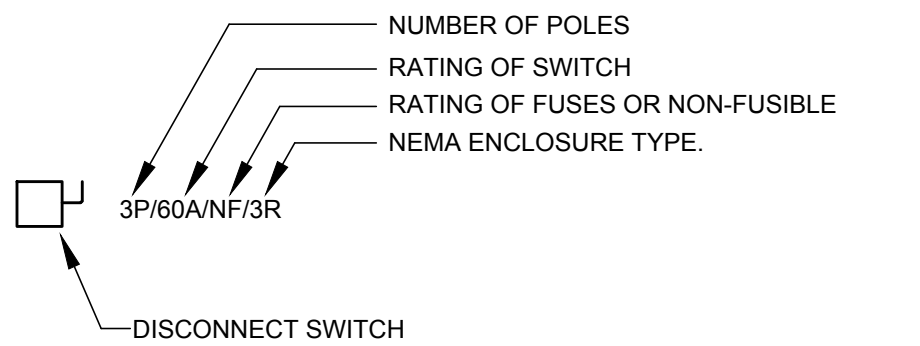 NUMBER OF POLES
RATING OF SWITCH
RATING OF FUSES OR NON-FUSIBLE
NEMA ENCLOSURE TYPE.
3P/60A/NF/3R
DISCONNECT SWITCH